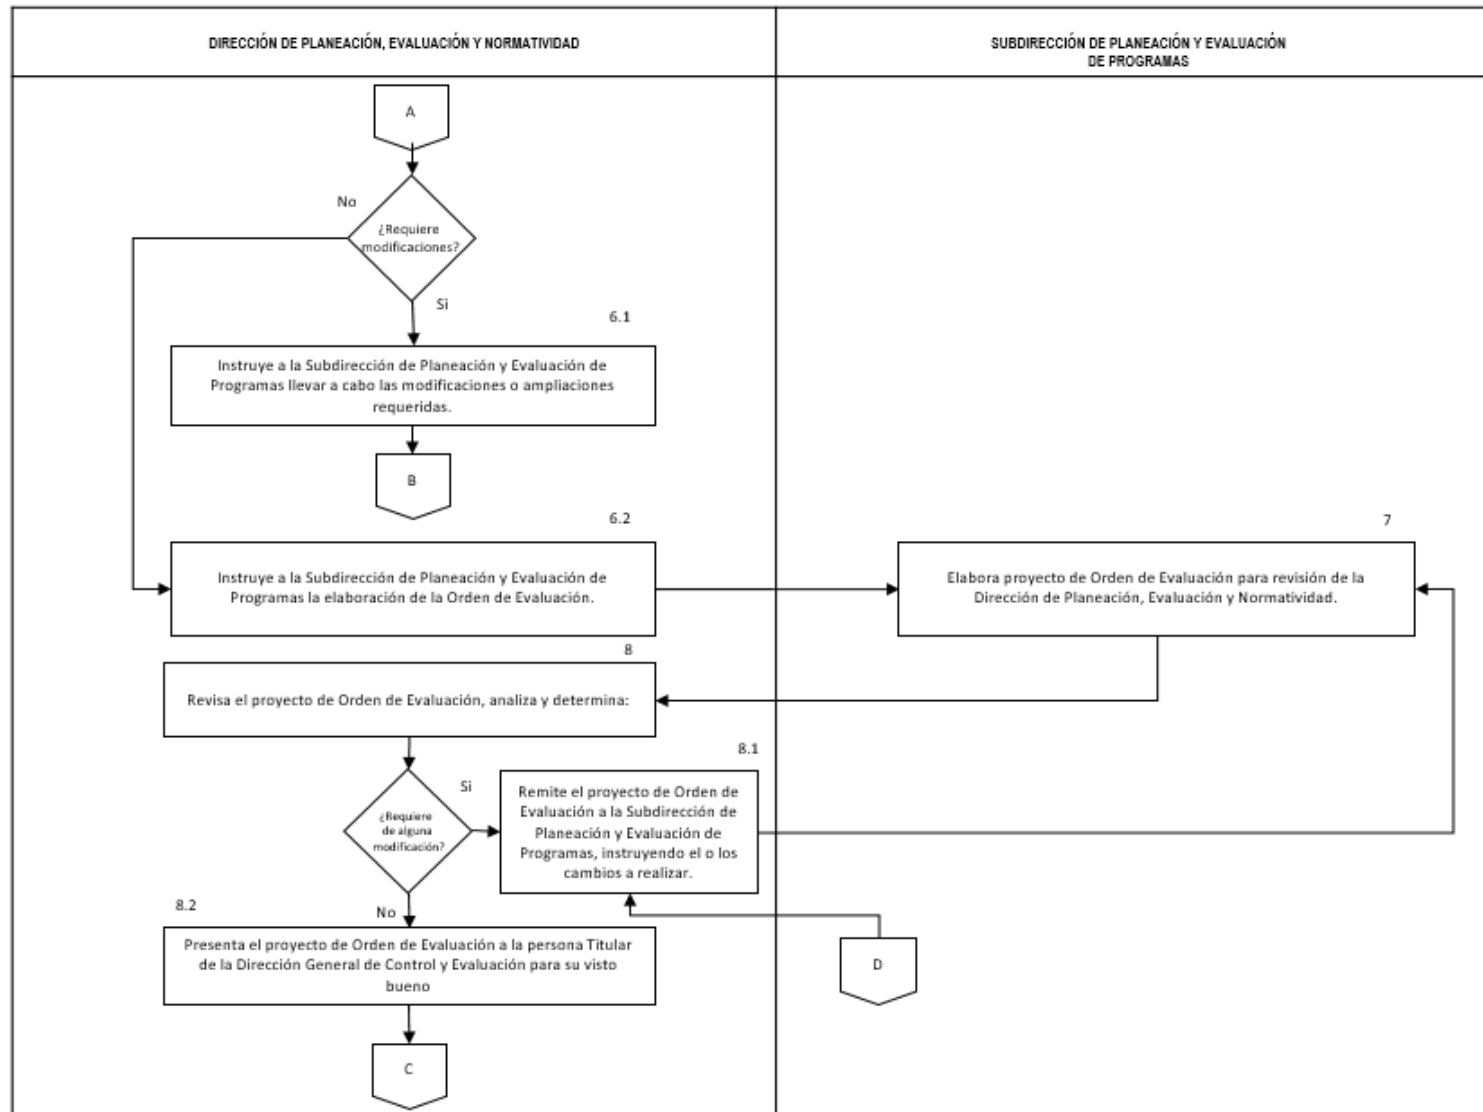 DIRECCIÓN DE PLANEACIÓN, EVALUACIÓN Y NORMATIVIDAD
SUBDIRECCIÓN DE PLANEACIÓN Y EVALUACIÓN
DE PROGRAMAS
A
No
¿Requiere
modificaciones?
Si
6.1
Instruye a la Subdirección de Planeación y Evaluación de
Programas llevar a cabo las modificaciones o ampliaciones
requeridas.
B
6.2
Instruye a la Subdirección de Planeación y Evaluación de
Programas la elaboración de la Orden de Evaluación.
7
Elabora proyecto de Orden de Evaluación para revisión de la
Dirección de Planeación, Evaluación y Normatividad.
8
Revisa el proyecto de Orden de Evaluación, analiza y determina:
¿Requiere
de alguna
modificación?
Si
8.1
Remite el proyecto de Orden de
Evaluación a la Subdirección de
Planeación y Evaluación de
Programas, instruyendo el o los
cambios a realizar.
No
8.2
Presenta el proyecto de Orden de Evaluación a la persona Titular
de la Dirección General de Control y Evaluación para su visto
bueno
D
C